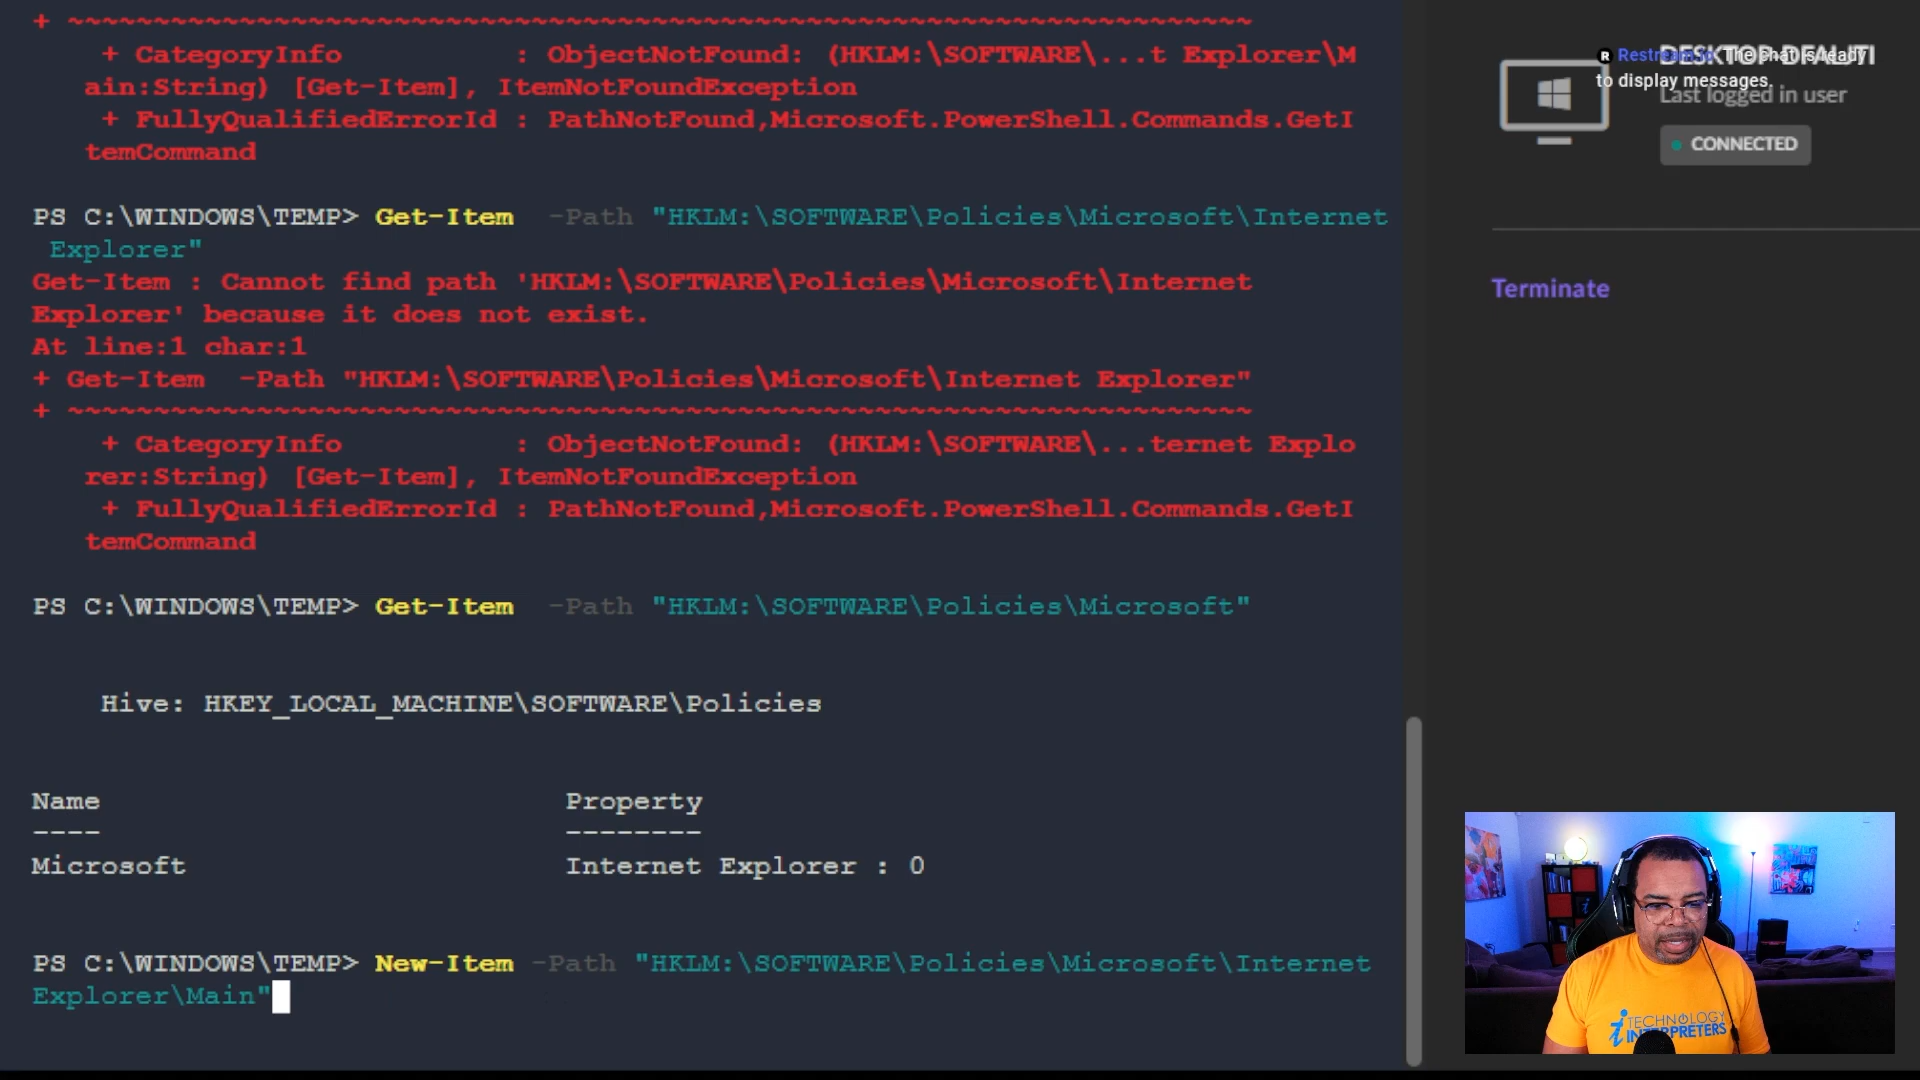 + ~~~~~~~~~~~~~~~~~~~~~~~~~~~~~~~~~~~~~~~~~~~~~~~~~~~~~~~~~~~~~~~~~~~~~
+ CategoryInfo : ObjectNotFound: (HKLM:\SOFTWARE\...t Explorer\M
ain:String) [Get-Item], ItemNotFoundException
+ FullyQualifiedErrorId : PathNotFound,Microsoft.PowerShell.Commands.GetI
temCommand
PS C:\WINDOWS\TEMP> Get-Item -Path "HKLM:\SOFTWARE\Policies\Microsoft\Internet
Explorer"
Get-Item : Cannot find path 'HKLM:\SOFTWARE\Policies\Microsoft\Internet
Explorer' because it does not exist.
At line:1 char:1
+ Get-Item -Path "HKLM:\SOFTWARE\Policies\Microsoft\Internet Explorer"
+ ~~~~~~~~~~~~~~~~~~~~~~~~~~~~~~~~~~~~~~~~~~~~~~~~~~~~~~~~~~~~~~~~~~~~~
+ CategoryInfo : ObjectNotFound: (HKLM:\SOFTWARE\...ternet Explo
rer:String) [Get-Item], ItemNotFoundException
+ FullyQualifiedErrorId : PathNotFound,Microsoft.PowerShell.Commands.GetI
temCommand
PS C:\WINDOWS\TEMP> Get-Item -Path "HKLM:\SOFTWARE\Policies\Microsoft"
Hive: HKEY_LOCAL_MACHINE\SOFTWARE\Policies
Name Property
---- --------
Microsoft Internet Explorer : 0
PS C:\WINDOWS\TEMP> New-Item -Path "HKLM:\SOFTWARE\Policies\Microsoft\Internet
Explorer\Main"
The chat is ready
to display messages.
Last logged in user
CONNECTED
Terminate
TECHNOLOGY
INTERPRETERS